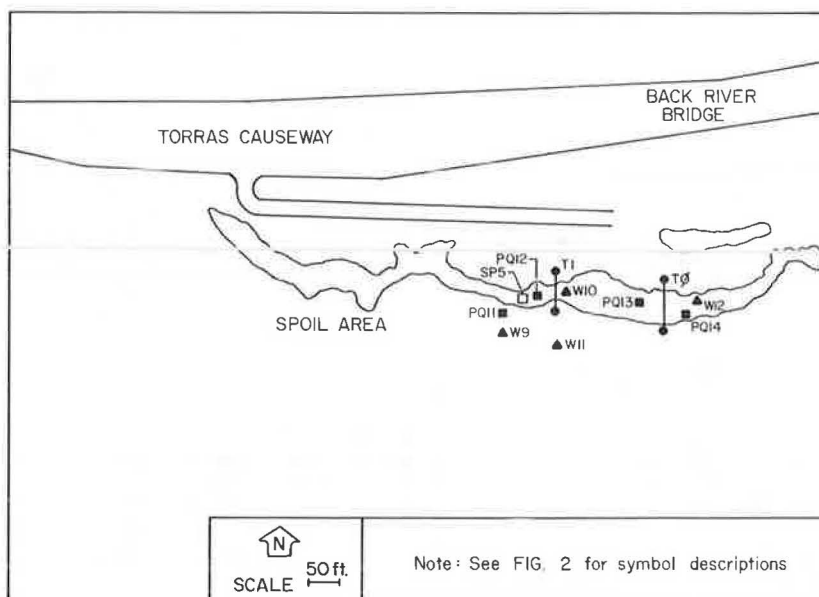 BACK RIVER
BRIDGE
TORRAS CAUSEWAY
PQ12
T1
TØ
SP5
W10
PQ13
W12
SPOIL AREA
PQ11
PQ14
W9
W11
N
50 ft.
SCALE
Note: See FIG. 2 for symbol descriptions